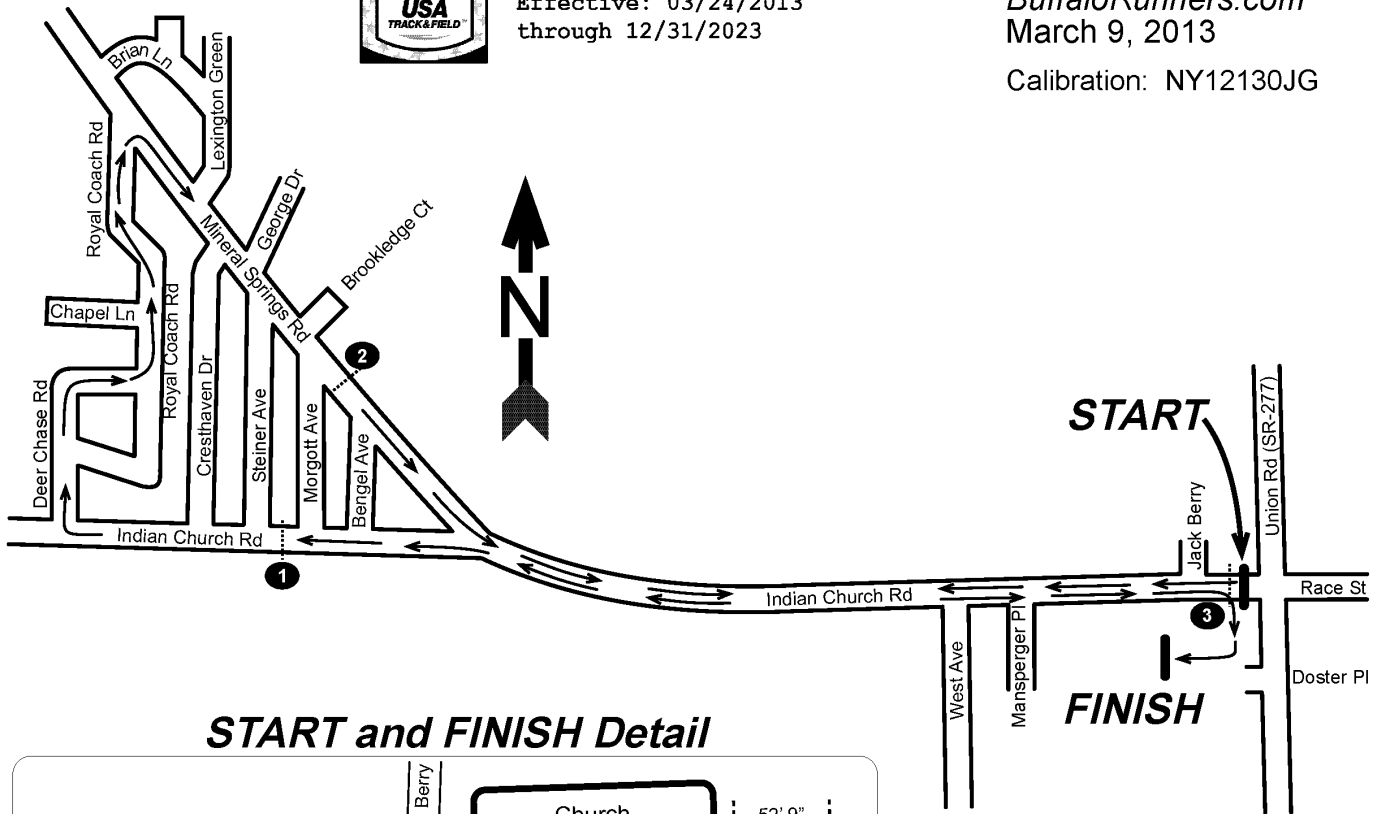 USA
TRACK&FIELD™
Effective: 03/24/2013
through 12/31/2023
BuffaloRunners.com
March 9, 2013
Calibration: NY12130JG
Brian Ln
Lexington Green
Royal Coach Rd
George Dr
Mineral Springs Rd
Brookledge Ct
Chapel Ln
Royal Coach Rd
N
2
Deer Chase Rd
Cresthaven Dr
Steiner Ave
Morgott Ave
Bengel Ave
START
Union Rd (SR-277)
Jack Berry
Indian Church Rd
1
Indian Church Rd
Race St
3
West Ave
Mansperger Pl
Doster Pl
FINISH
START and FINISH Detail
Berry
Church
52' 9"